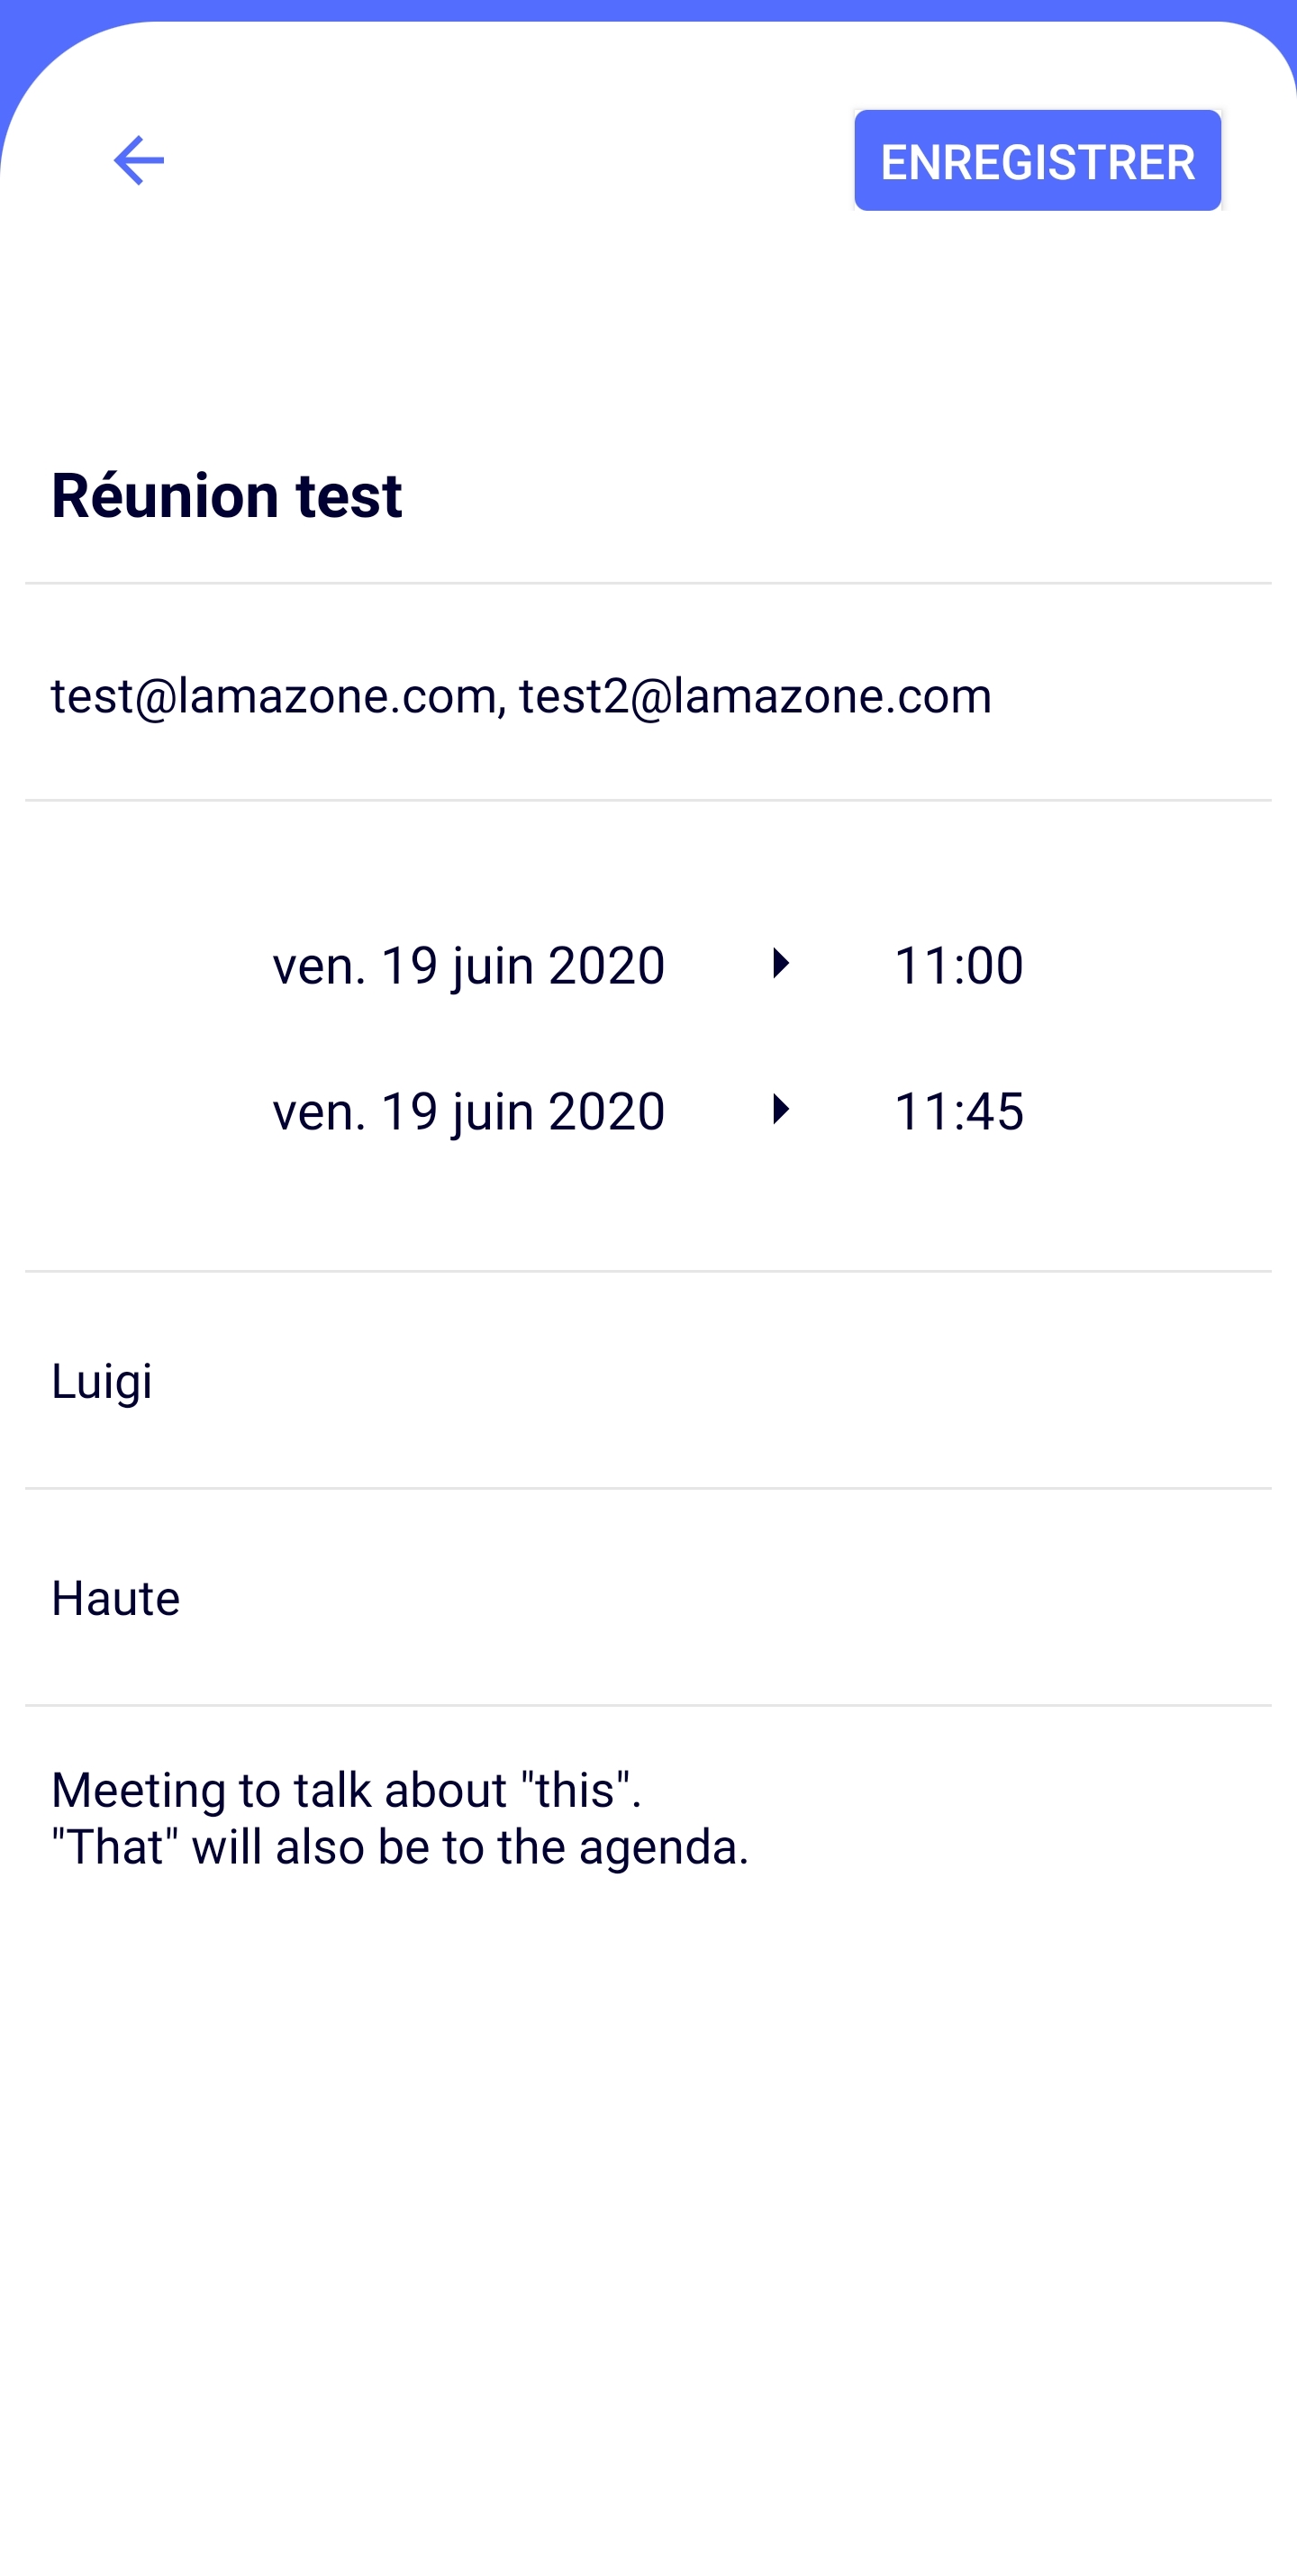 ENREGISTRER
Réunion test
test@lamazone.com, test2@lamazone.com
ven. 19 juin 2020 11:00
ven. 19 juin 2020 11:45
Luigi
Haute
Meeting to talk about "this".
"That" will also be to the agenda.